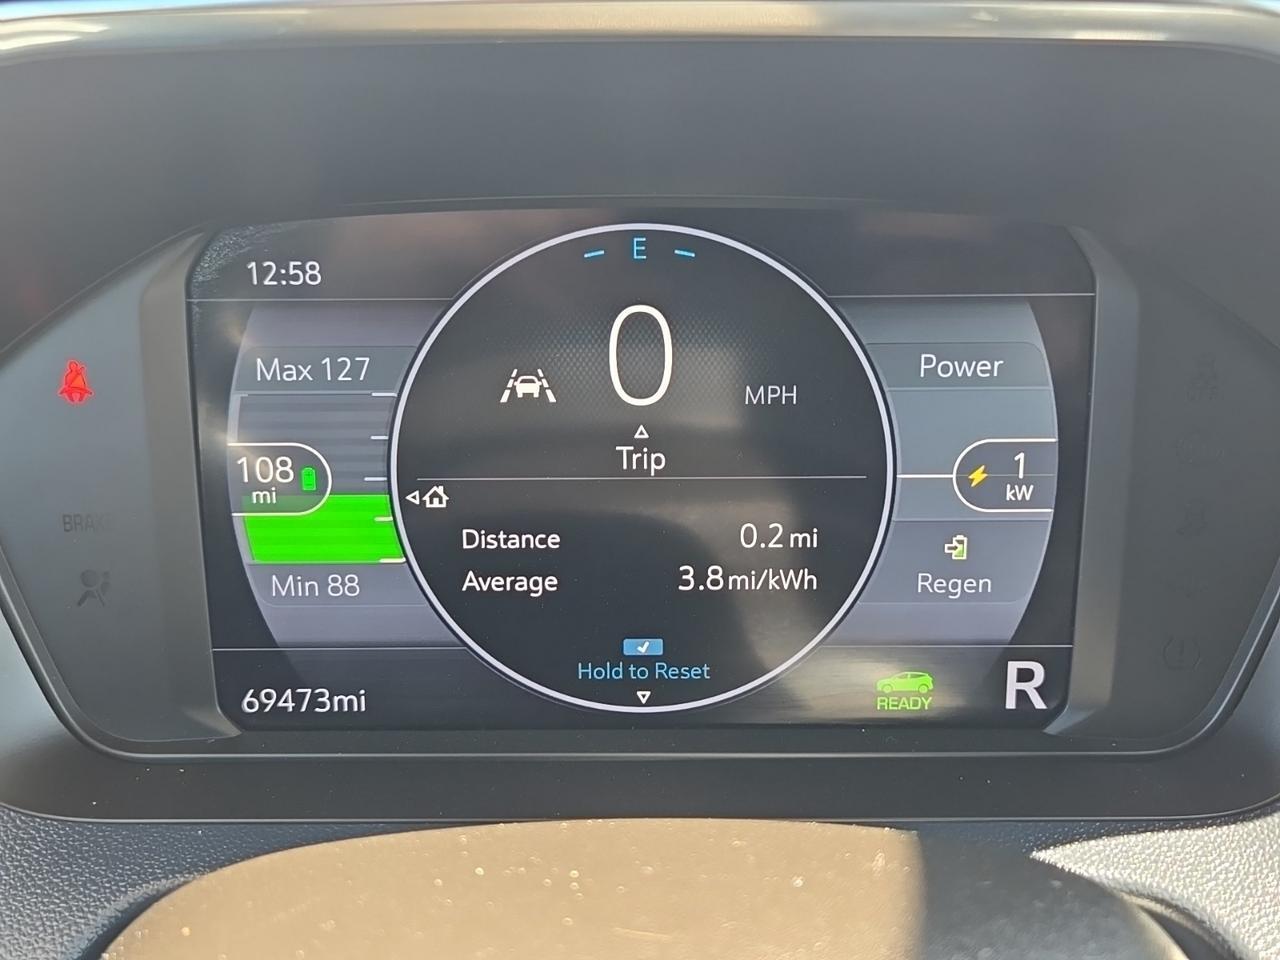 E
12:58
0
MPH
Max 127
Power
108
mi
Trip
1
kW
Distance 0.2 mi
Average 3.8 mi/kWh
Min 88
Regen
BRAKE
Hold to Reset
69473mi
READY
R